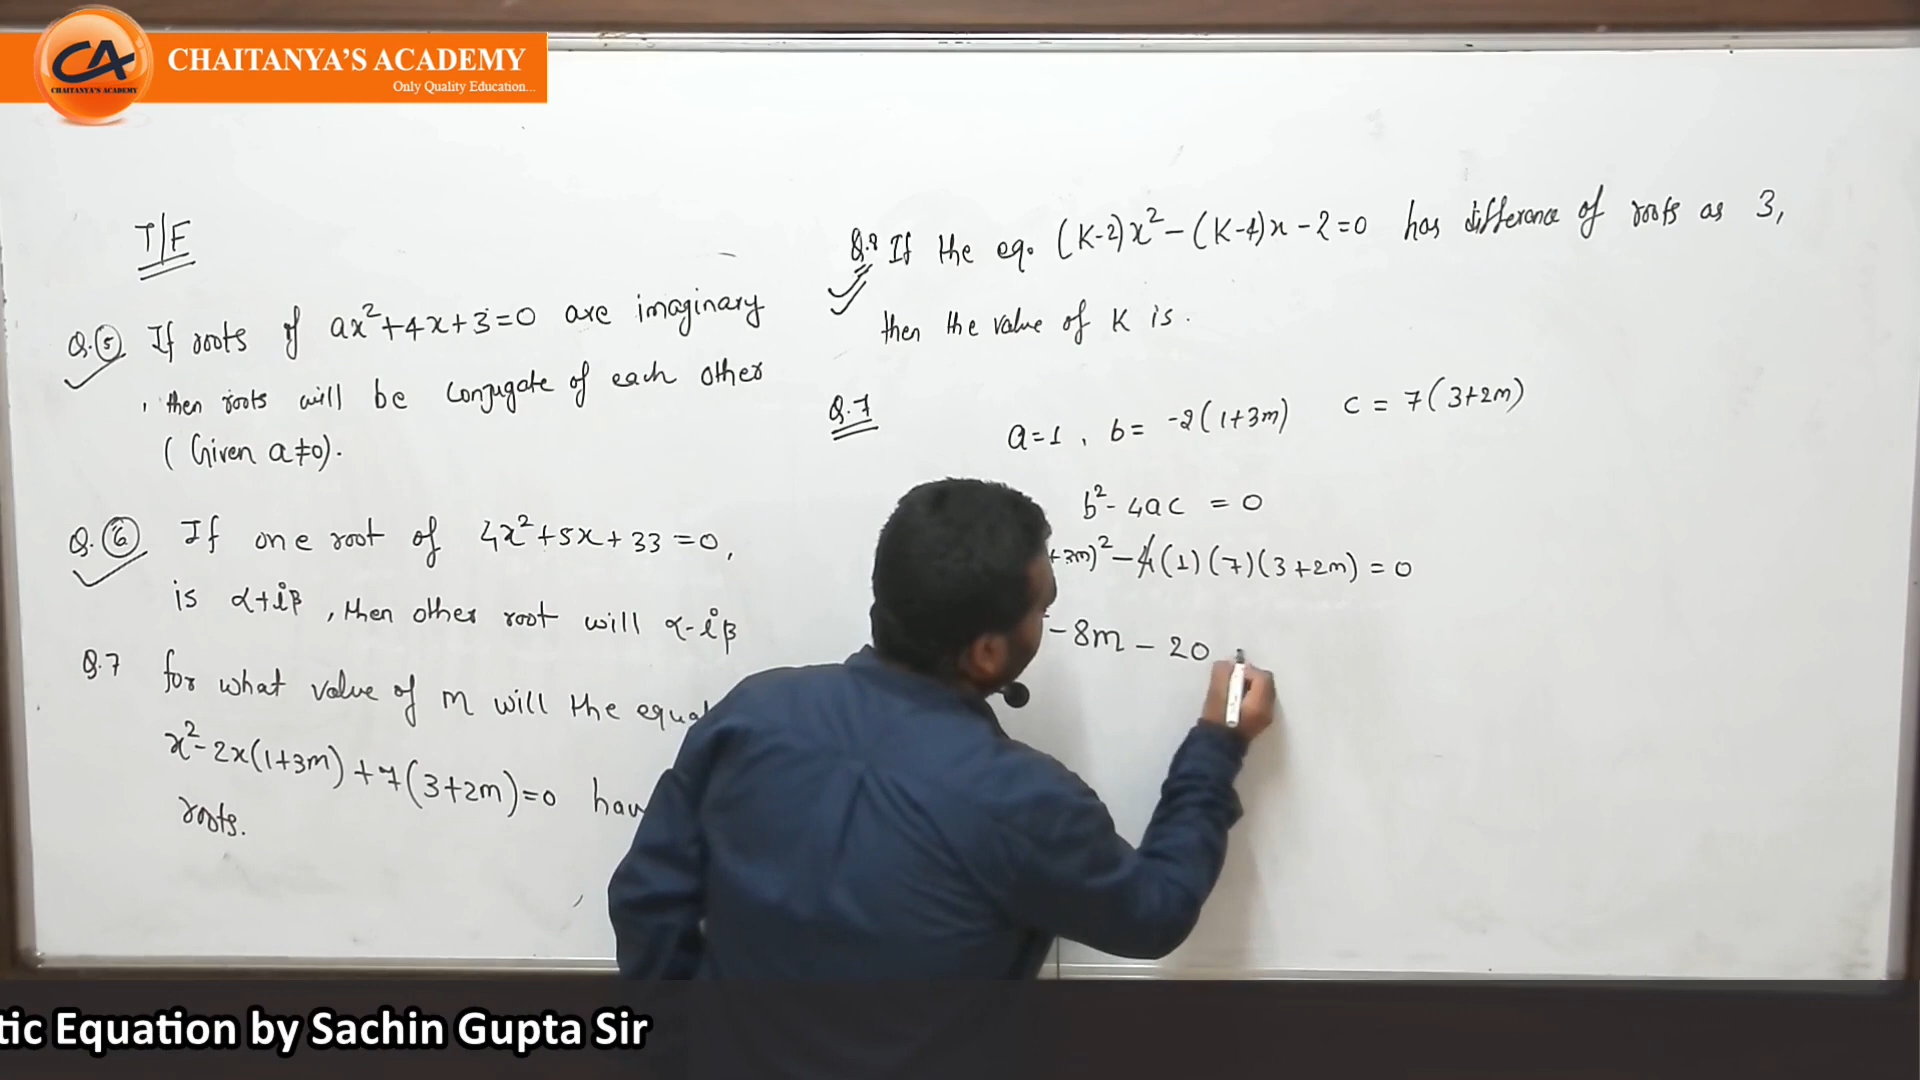 CA
CHAITANYA'S ACADEMY
CHAITANYA'S ACADEMY
Only Quality Education...
T/F
Q.⑤ If roots of ax²+4x+3=0 are imaginary
, then roots will be conjugate of each other
(Given a≠0).
Q.⑥ If one root of 4x²+5x+33=0,
is α+iβ, then other root will α-iβ
Q.7 for what value of m will the
x²-2x(1+3m)+7(3+2m)=0
roots.
Q.8 If the eq. (K-2)x²-(K-4)x-2=0 has difference of roots as 3,
then the value of K is.
Q.7
a=1, b= -2(1+3m) c = 7(3+2m)
b²-4ac = 0
+3m)²-4(1)(7)(3+2m)=0
-8m-20
tic Equation by Sachin Gupta Sir